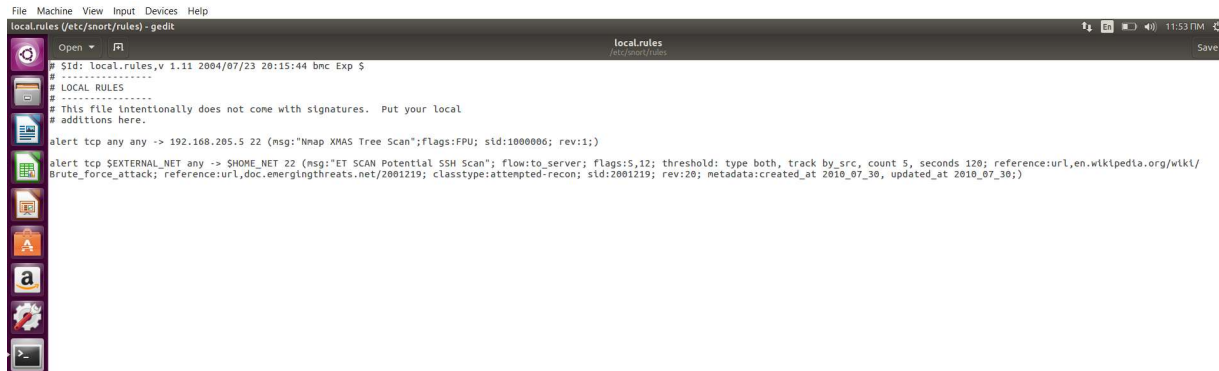 File Machine View Input Devices Help
local.rules (/etc/snort/rules) - gedit
En
11:53 ΠΜ
Open
local.rules
/etc/snort/rules
Save
# $Id: local.rules,v 1.11 2004/07/23 20:15:44 bmc Exp $
# ----------------
# LOCAL RULES
# ----------------
# This file intentionally does not come with signatures.  Put your local
# additions here.
alert tcp any any -> 192.168.205.5 22 (msg:"Nmap XMAS Tree Scan";flags:FPU; sid:1000006; rev:1;)
alert tcp $EXTERNAL_NET any -> $HOME_NET 22 (msg:"ET SCAN Potential SSH Scan"; flow:to_server; flags:S,12; threshold: type both, track by_src, count 5, seconds 120; reference:url,en.wikipedia.org/wiki/
Brute_force_attack; reference:url,doc.emergingthreats.net/2001219; classtype:attempted-recon; sid:2001219; rev:20; metadata:created_at 2010_07_30, updated_at 2010_07_30;)